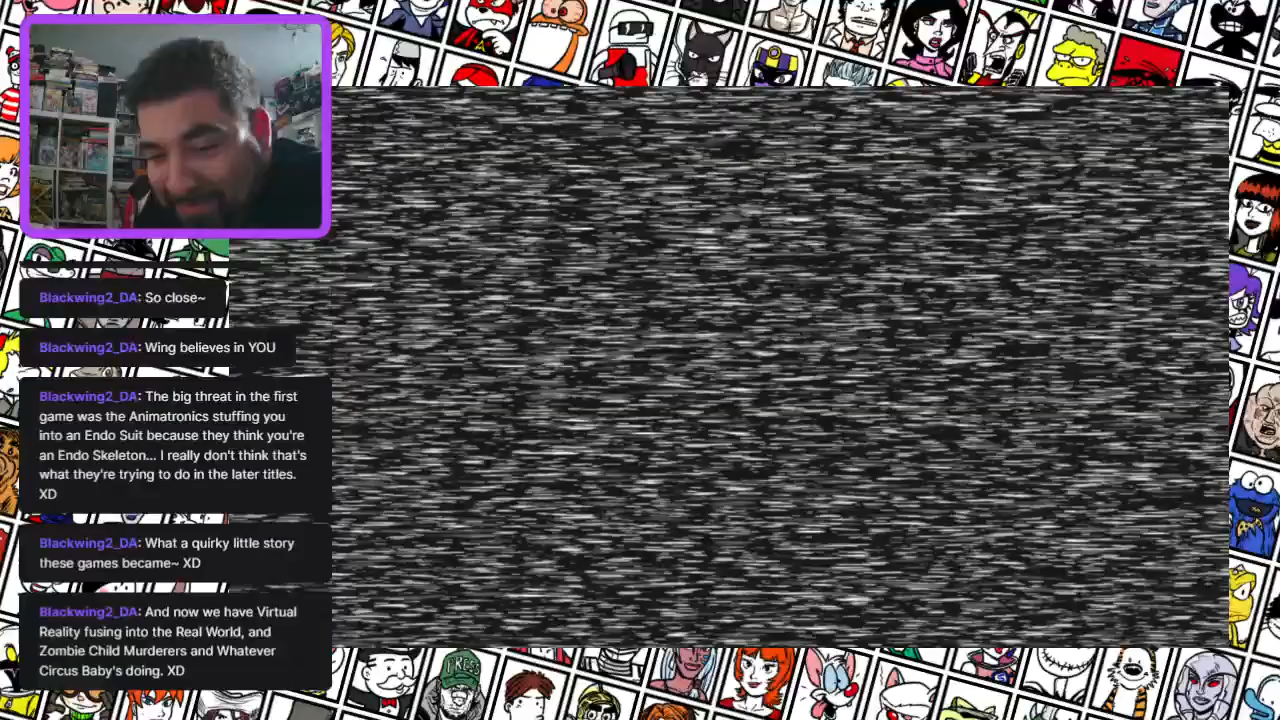 Blackwing2_DA: So close~
Blackwing2_DA: Wing believes in YOU
Blackwing2_DA: The big threat in the first
game was the Animatronics stuffing you
into an Endo Suit because they think you're
an Endo Skeleton... I really don't think that's
what they're trying to do in the later titles.
XD
Blackwing2_DA: What a quirky little story
these games became~ XD
Blackwing2_DA: And now we have Virtual
Reality fusing into the Real World, and
Zombie Child Murderers and Whatever
Circus Baby's doing. XD
PRESS